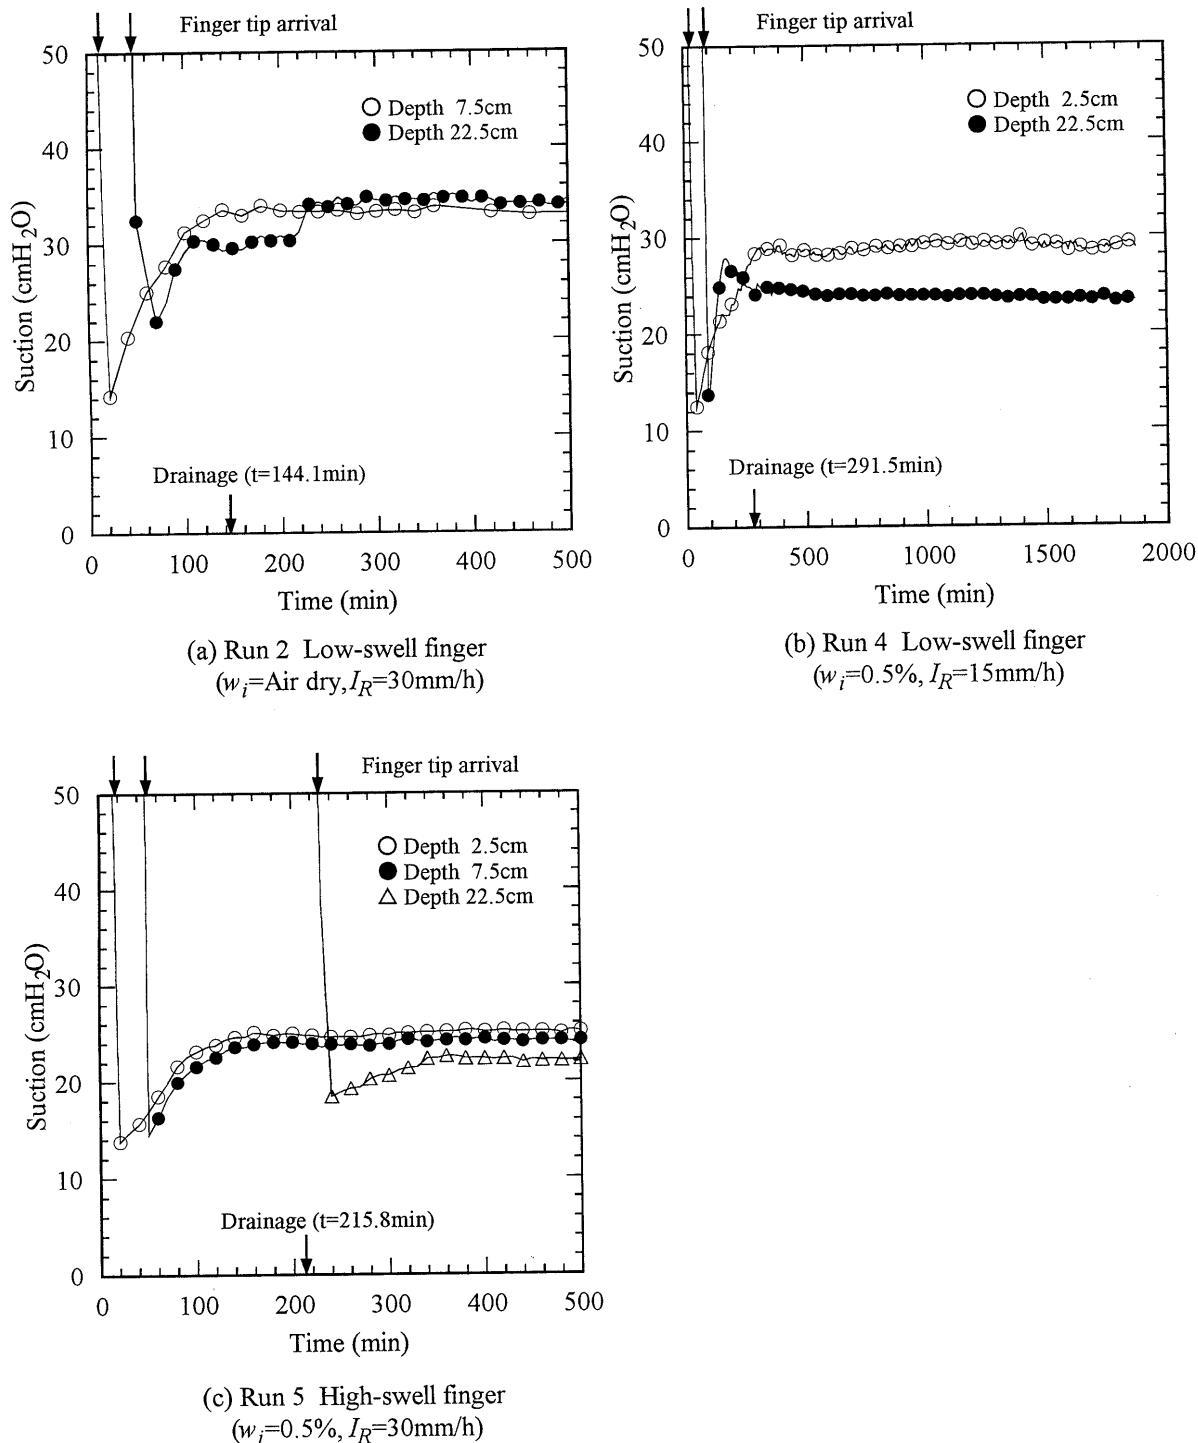 Finger tip arrival
50
40
30
20
10
0
Suction (cmH2O)
Depth 7.5cm
Depth 22.5cm
Drainage (t=144.1min)
0 100 200 300 400 500
Time (min)
(a) Run 2 Low-swell finger
(wi=Air dry,IR=30mm/h)
Finger tip arrival
50
40
30
20
10
0
Suction (cmH2O)
Depth 2.5cm
Depth 22.5cm
Drainage (t=291.5min)
0 500 1000 1500 2000
Time (min)
(b) Run 4 Low-swell finger
(wi=0.5%, IR=15mm/h)
Finger tip arrival
50
40
30
20
10
0
Suction (cmH2O)
Depth 2.5cm
Depth 7.5cm
Depth 22.5cm
Drainage (t=215.8min)
0 100 200 300 400 500
Time (min)
(c) Run 5 High-swell finger
(wi=0.5%, IR=30mm/h)